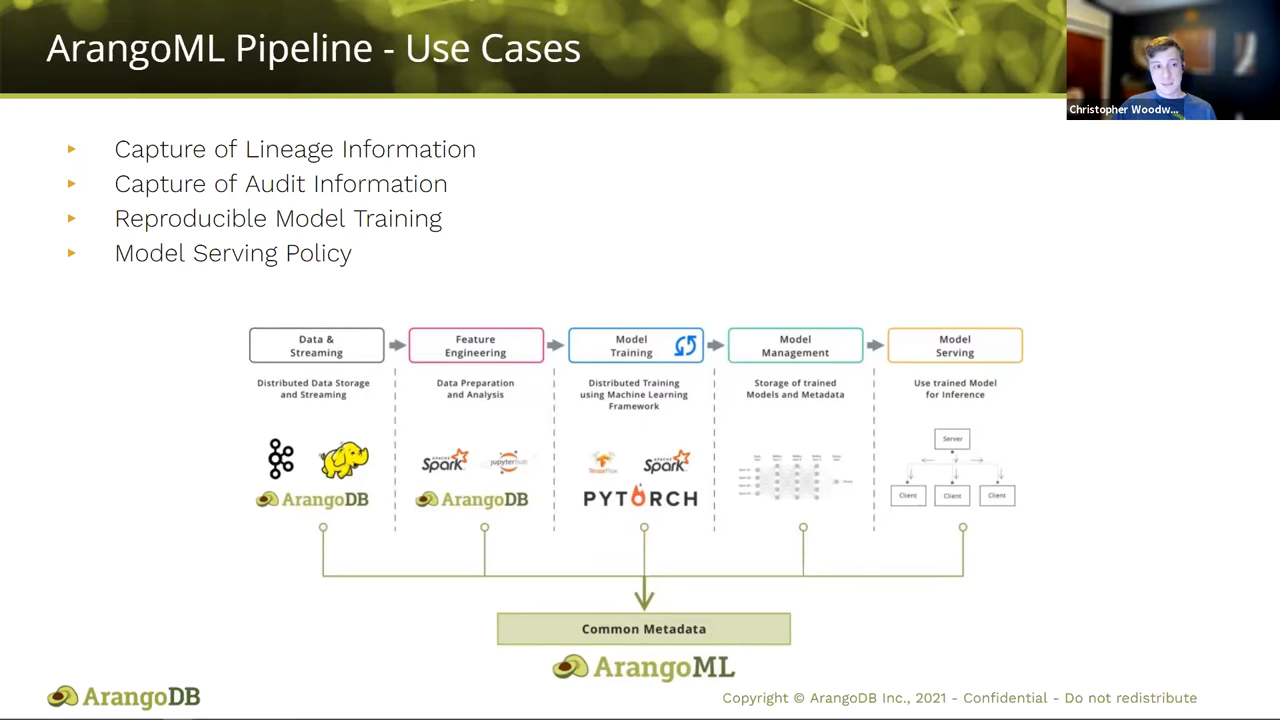 ArangoML Pipeline - Use Cases
Christopher Woodw...
Capture of Lineage Information
Capture of Audit Information
Reproducible Model Training
Model Serving Policy
Data &
Streaming
Feature
Engineering
Model
Training
Model
Management
Model
Serving
Distributed Data Storage
and Streaming
Data Preparation
and Analysis
Distributed Training
using Machine Learning
Framework
Storage of trained
Models and Metadata
Use trained Model
for Inference
ArangoDB
APACHE
Spark
jupyterhub
ArangoDB
TensorFlow
APACHE
Spark
PYTORCH
Server
Client
Client
Client
Common Metadata
ArangoML
ArangoDB
Copyright © ArangoDB Inc., 2021 - Confidential - Do not redistribute